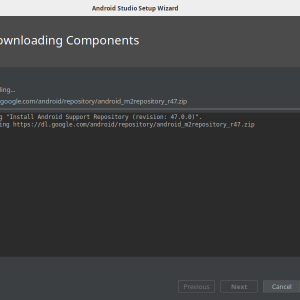 Android Studio Setup Wizard
ownloading Components
ding...
.google.com/android/repository/android_m2repository_r47.zip
g "Install Android Support Repository (revision: 47.0.0)".
ing https://dl.google.com/android/repository/android_m2repository_r47.zip
Previous
Next
Cancel